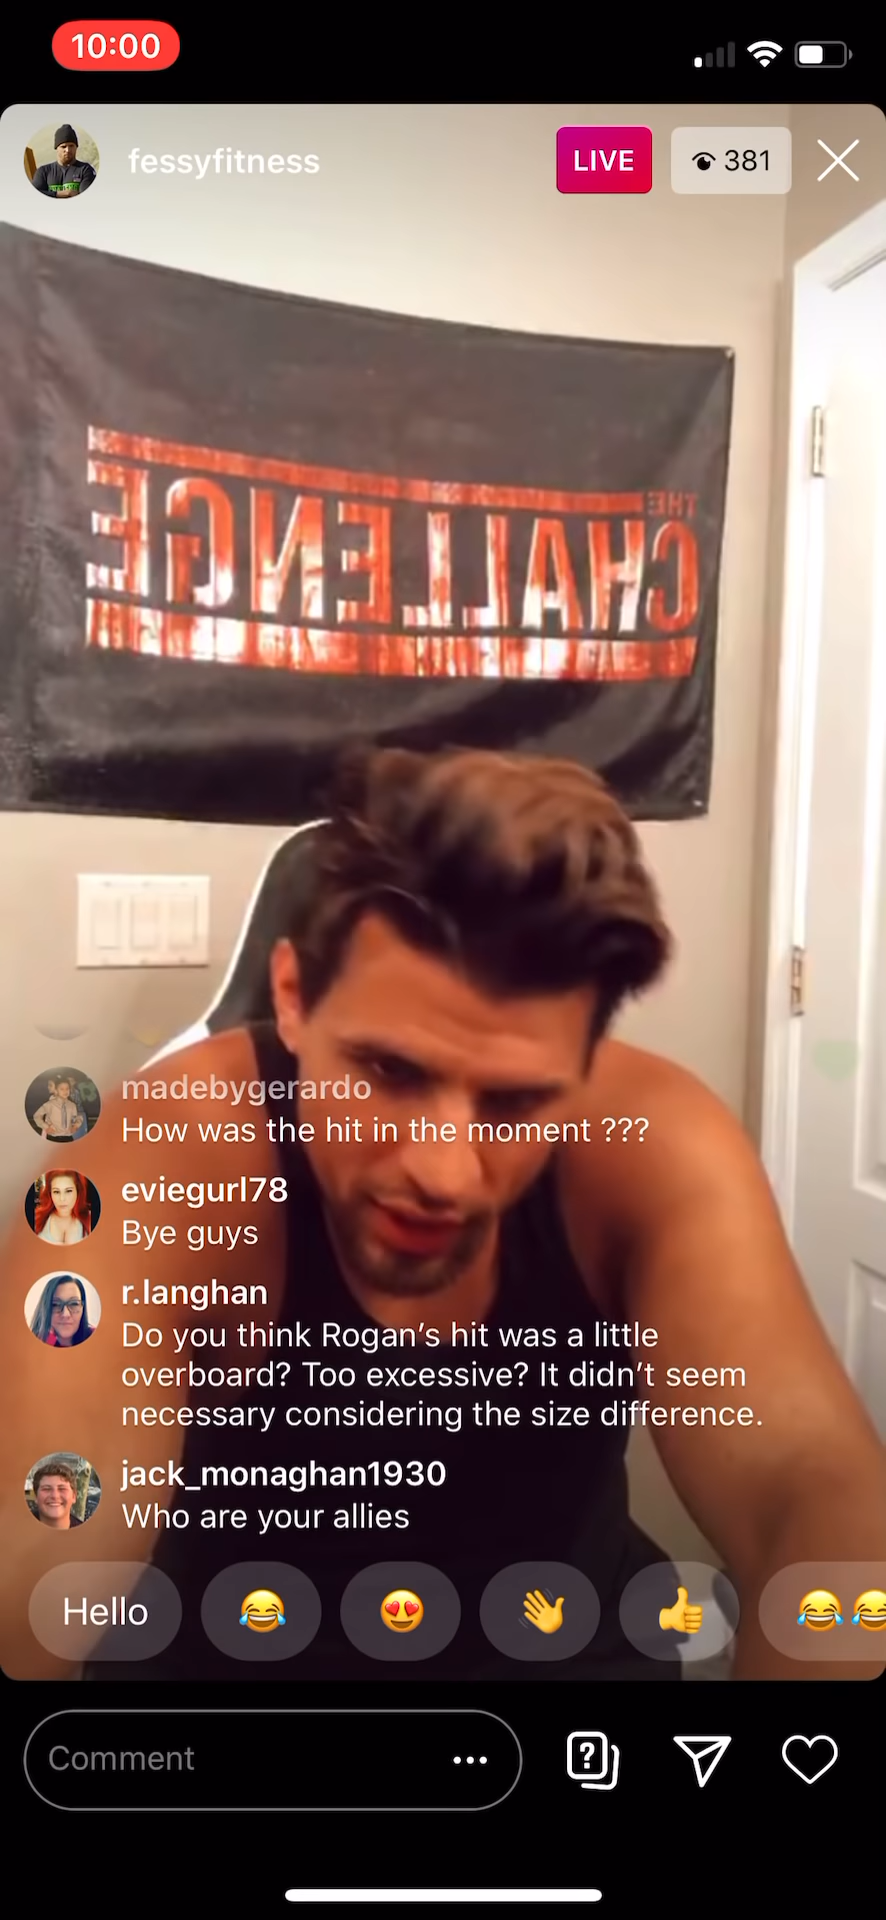 10:00
fessyfitness
LIVE
381
THE
CHALLENGE
madebygerardo
How was the hit in the moment ???
eviegurl78
Bye guys
r.langhan
Do you think Rogan's hit was a little
overboard? Too excessive? It didn't seem
necessary considering the size difference.
jack_monaghan1930
Who are your allies
Hello
Comment